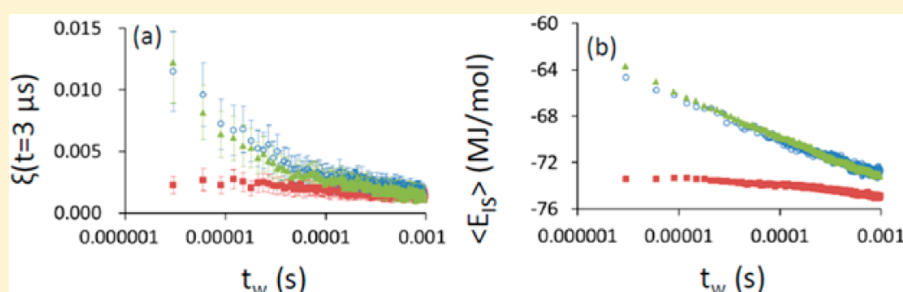 (a)
ξ(t=3 μs)
0.015
0.010
0.005
0.000
0.000001
0.00001
0.0001
0.001
t_w (s)
(b)
<E_IS> (MJ/mol)
-60
-64
-68
-72
-76
0.000001
0.00001
0.0001
0.001
t_w (s)